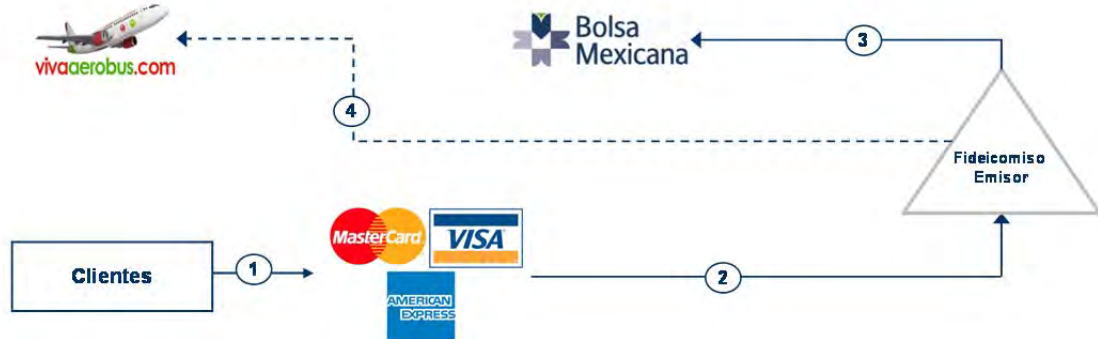 vivaaerobus.com
Bolsa
Mexicana
3
4
Fideicomiso
Emisor
MasterCard
VISA
Clientes
1
2
AMERICAN
EXPRESS